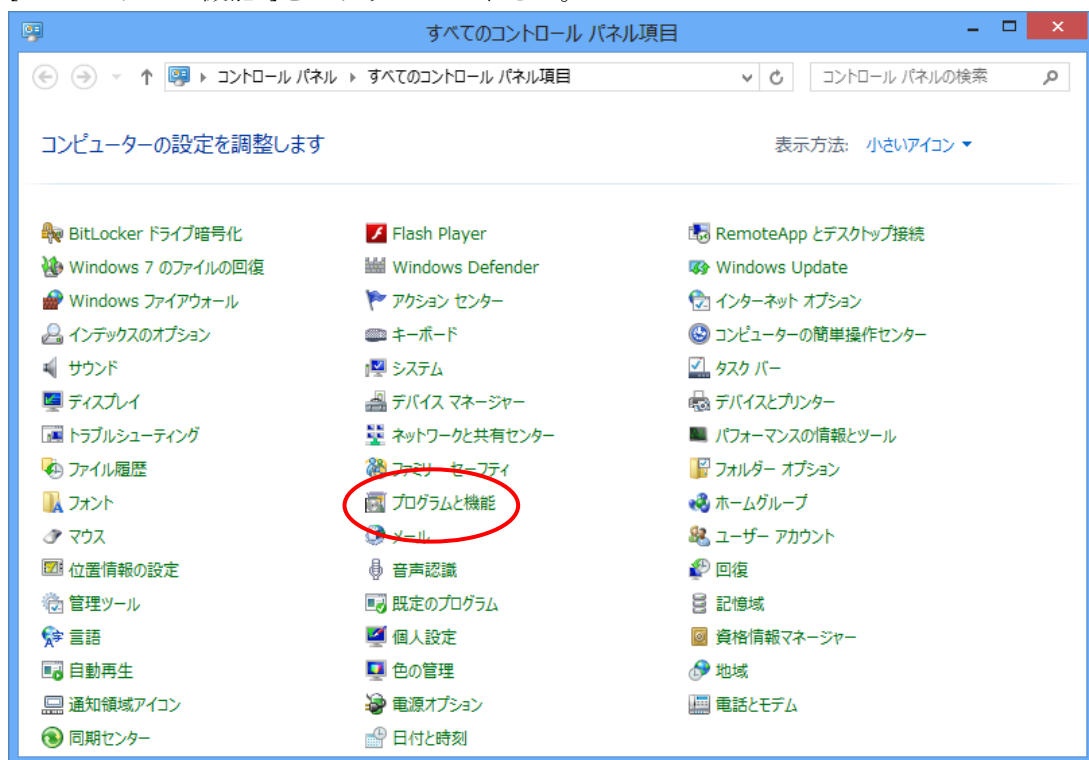 すべてのコントロール パネル項目
コントロール パネル ▸ すべてのコントロール パネル項目
コントロール パネルの検索
コンピューターの設定を調整します
表示方法: 小さいアイコン
BitLocker ドライブ暗号化
Flash Player
RemoteApp とデスクトップ接続
Windows 7 のファイルの回復
Windows Defender
Windows Update
Windows ファイアウォール
アクション センター
インターネット オプション
インデックスのオプション
キーボード
コンピューターの簡単操作センター
サウンド
システム
タスク バー
ディスプレイ
デバイス マネージャー
デバイスとプリンター
トラブルシューティング
ネットワークと共有センター
パフォーマンスの情報とツール
ファイル履歴
ファミリー セーフティ
フォルダー オプション
フォント
プログラムと機能
ホームグループ
マウス
メール
ユーザー アカウント
位置情報の設定
音声認識
回復
管理ツール
既定のプログラム
記憶域
言語
個人設定
資格情報マネージャー
自動再生
色の管理
地域
通知領域アイコン
電源オプション
電話とモデム
同期センター
日付と時刻